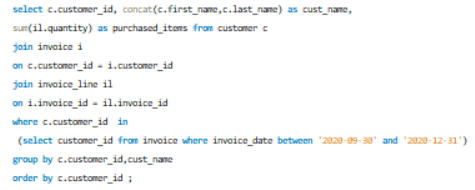 select c.customer_id, concat(c.first_name,c.last_name) as cust_name,
sum(il.quantity) as purchased_items from customer c
join invoice i
on c.customer_id = i.customer_id
join invoice_line il
on i.invoice_id = il.invoice_id
where c.customer_id in
(select customer_id from invoice where invoice_date between '2020-09-30' and '2020-12-31')
group by c.customer_id,cust_name
order by c.customer_id ;